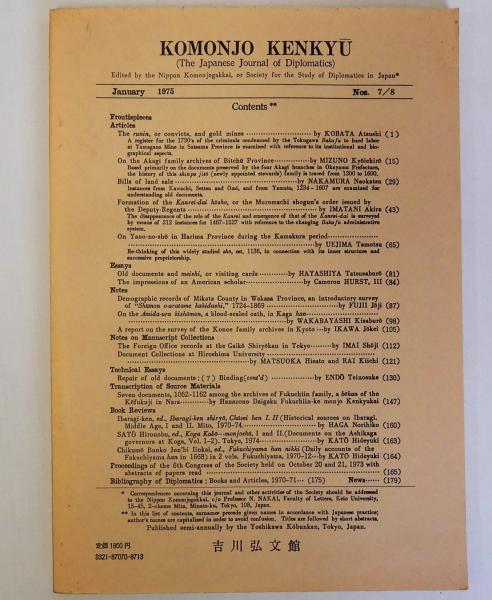 KOMONJO KENKYŪ
(The Japanese Journal of Diplomatics)
Edited by the Nippon Komonjogakkai, or Society for the Study of Diplomatics in Japan*
January 1975 Nos. 7/8
Contents **
Frontispieces
Articles
The runin, or convicts, and gold mines ········ by KOBATA Atsushi ( 1 )
A register for the 1730's of the criminals condemned by the Tokugawa Bakufu to hard labor
at Yamagano Mine in Satsuma Province is examined with reference to its institutional and bio-
graphical aspects.
On the Akagi family archives of Bitchū Province ········ by MIZUNO Kyōichirō (15)
Based primarily on the documents preserved by the four Akagi branches in Okayama Prefecture,
the history of this shinpo jitō (newly appointed stewards) family is traced from 1200 to 1600.
Bills of land sale ········ by NAKAMURA Naokatsu (29)
Instances from Kawachi, Settsu and Ōmi, and from Yamato, 1234–1607 are examined for
understanding old documents.
Formation of the Kanrei-dai hōsho, or the Muromachi shogun's order issued by
the Deputy-Regents ········ by IMATANI Akira (43)
The disappearance of the role of the Kanrei and emergence of that of the Kanrei-dai is surveyed
by means of 312 instances for 1467–1527 with reference to the changing Bakufu administrative
system.
On Yano-no-shō in Harima Province during the Kamakura period ········
by UEJIMA Tamotsu (65)
Re-thinking of this widely studied shō, est. 1136, in connection with its inner structure and
successive proprietorship.
Essays
Old documents and meishi, or visiting cards ········ by HAYASHIYA Tatsusaburō (81)
The impressions of an American scholar ········ by Cameron HURST, III (84)
Notes
Demographic records of Mikata County in Wakasa Province, an introductory survey
of "Shūmon o-aratame kakidashi," 1724–1869 ········ by FUJII Jōji (87)
On the Amida-ura kishōmon, a blood-sealed oath, in Kaga han ········
by WAKABAYASHI Kisaburō (98)
A report on the survey of the Konoe family archives in Kyoto ··· by IKAWA Jōkei (105)
Notes on Manuscript Collections
The Foreign Office records at the Gaikō Shiryōkan in Tokyo ········ by IMAI Shōji (112)
Document Collections at Hiroshima University ········
by MATSUOKA Hisato and RAI Kiichi (121)
Technical Essays
Repair of old documents; (7) Binding (cont'd) ········ by ENDŌ Teinosuke (130)
Transcription of Source Materials
Seven documents, 1062–1162 among the archives of Fukuchiin family, a bōkan of the
Kōfukuji in Nara ········ by Hanazono Daigaku Fukuchiin-ke monjo Kenkyukai (147)
Book Reviews
Ibaragi-ken, ed., Ibaragi-ken shiryō, Chūsei hen I, II (Historical sources on Ibaragi.
Middle Age, I and II. Mito, 1970–74 ········ by HAGA Norihiko (160)
SATŌ Hironobu, ed., Koga Kubō–monjoshū, I and II. (Documents on the Ashikaga
governors at Koga, Vol. 1–2). Tokyo, 1974 ········ by KATŌ Hideyuki (163)
Chikusō Bunko Jun'bi Iinkai, ed., Fukuchiyama han nikki (Daily accounts of the
Fukuchiyama han in 1668) in 2 vols. Fukuchiyama, 1970–12 ··· by KATŌ Hideyuki (164)
Proceedings of the 6th Congress of the Society held on October 20 and 21, 1973 with
abstracts of papers read ········ (165)
Bibliography of Diplomatics: Books and Articles, 1970–71 ··· (175) News ······ (179)
* Correspondence concerning this journal and other activities of the Society should be addressed
to the Nippon Komonjogakkai, c/o Professor N. NAKAI, Faculty of Letters, Keio University,
15–45, 2-chome Mita, Minato-ku, Tokyo, 108, Japan.
** In this list of contents, surnames precede given names in accordance with Japanese practice;
author's names are capitalised in order to avoid confusion. Titles are followed by short abstracts.
Published semi-annually by the Yoshikawa Kōbunkan, Tokyo, Japan.
定価 1800 円
3321-87070-8713
吉川弘文館